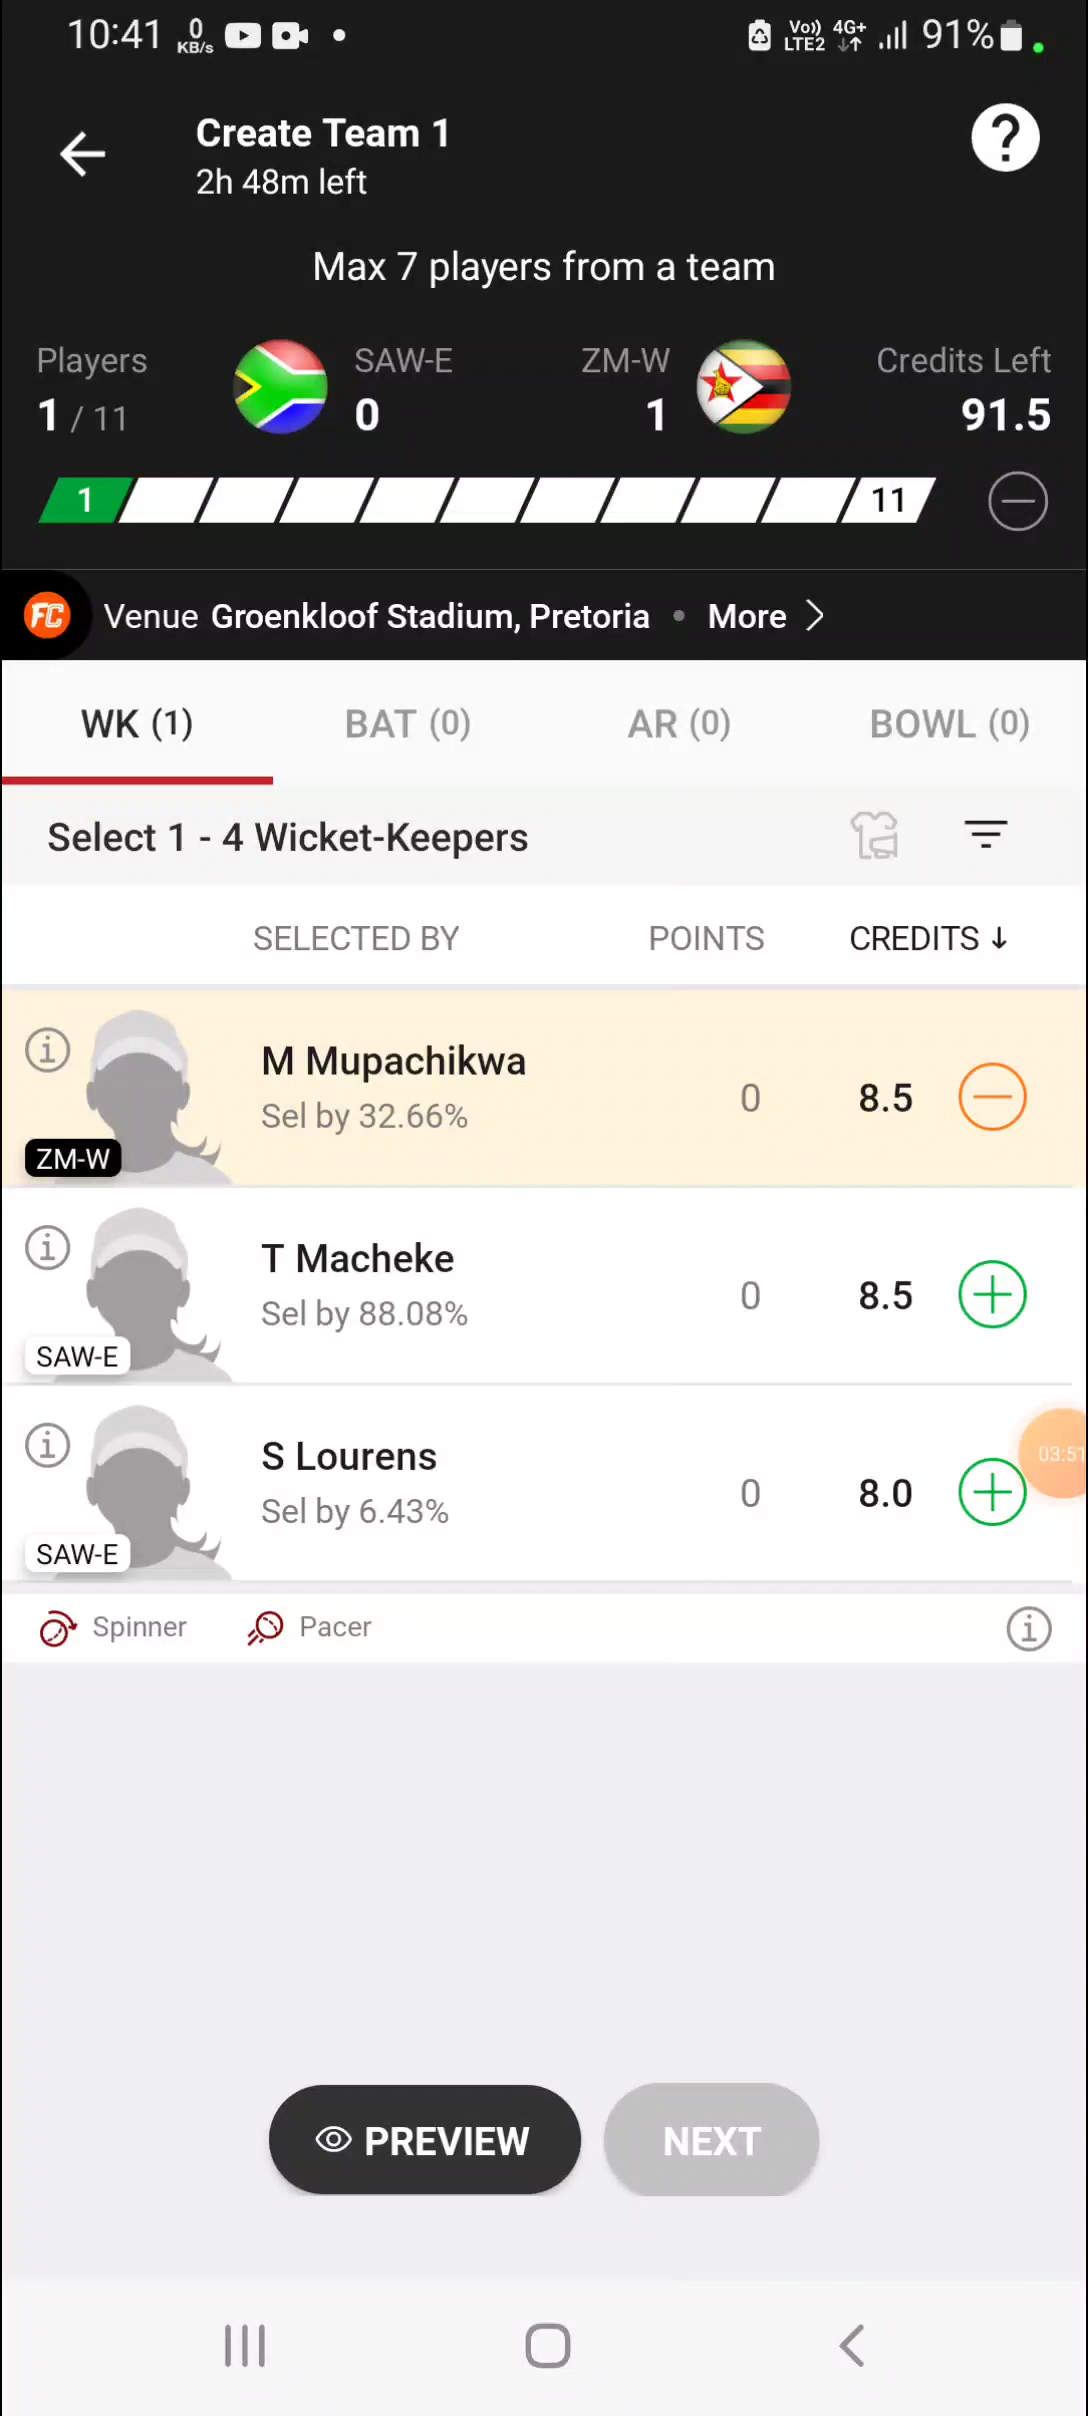 10:41 0 KB/s Vo)) LTE2 4G+ 91%
Create Team 1
2h 48m left
?
Max 7 players from a team
Players SAW-E ZM-W Credits Left
1 / 11 0 1 91.5
1 11
FC Venue Groenkloof Stadium, Pretoria • More
WK (1) BAT (0) AR (0) BOWL (0)
Select 1 - 4 Wicket-Keepers
SELECTED BY POINTS CREDITS ↓
M Mupachikwa
Sel by 32.66% 0 8.5
ZM-W
T Macheke
Sel by 88.08% 0 8.5
SAW-E
S Lourens
Sel by 6.43% 0 8.0
SAW-E
03:51
Spinner Pacer
PREVIEW NEXT